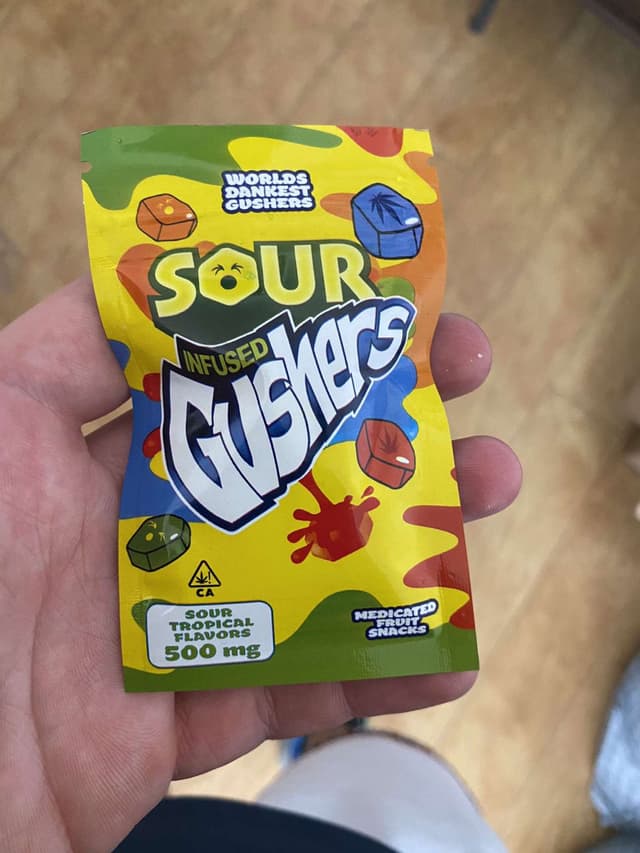 WORLDS
DANKEST
GUSHERS
SOUR
INFUSED
Gushers
CA
SOUR
TROPICAL
FLAVORS
500 mg
MEDICATED
FRUIT
SNACKS